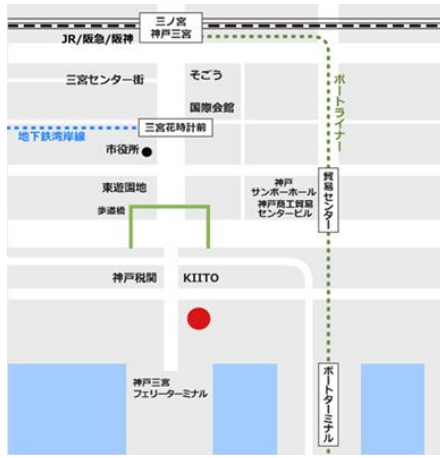 三ノ宮
神戸三宮
JR/阪急/阪神
三宮センター街
そごう
国際会館
ポートライナー
地下鉄湾岸線
三宮花時計前
市役所
東遊園地
神戸
サンボーホール
神戸商工貿易
センタービル
貿易センター
歩道橋
神戸税関
KIITO
神戸三宮
フェリーターミナル
ポートターミナル